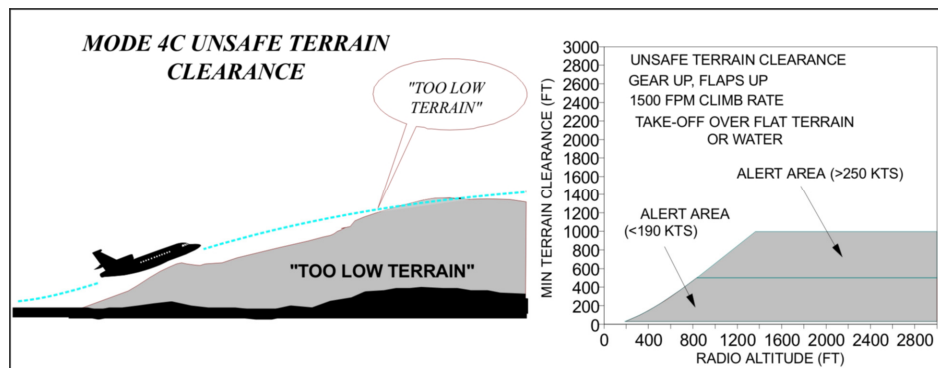 MODE 4C UNSAFE TERRAIN
CLEARANCE
"TOO LOW
TERRAIN"
"TOO LOW TERRAIN"
MIN TERRAIN CLEARANCE (FT)
3000
2800
2600
2400
2200
2000
1800
1600
1400
1200
1000
800
600
400
200
0
UNSAFE TERRAIN CLEARANCE
GEAR UP, FLAPS UP
1500 FPM CLIMB RATE
TAKE-OFF OVER FLAT TERRAIN
OR WATER
ALERT AREA (>250 KTS)
ALERT AREA
(<190 KTS)
0 400 800 1200 1600 2000 2400 2800
RADIO ALTITUDE (FT)